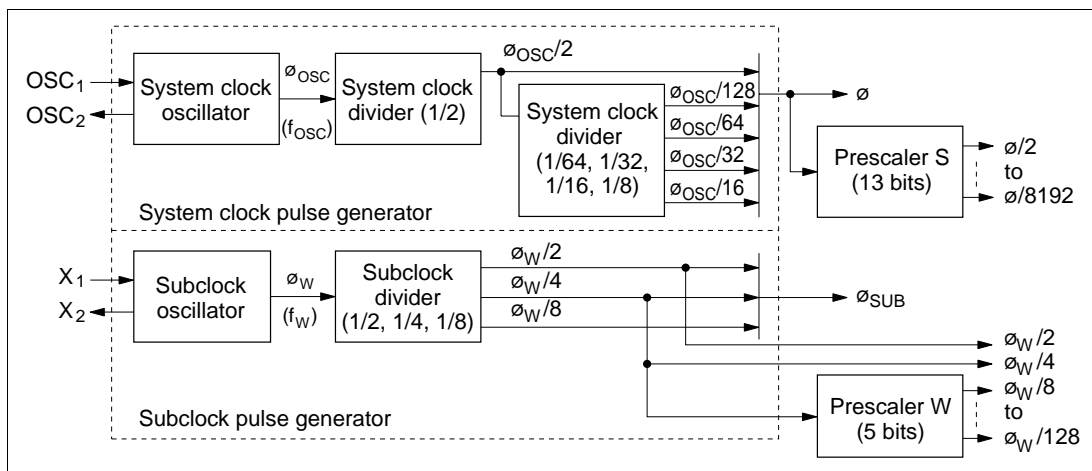 OSC1
OSC2
System clock
oscillator
øOSC
(fOSC)
System clock
divider (1/2)
øOSC/2
System clock
divider
(1/64, 1/32,
1/16, 1/8)
øOSC/128
øOSC/64
øOSC/32
øOSC/16
ø
Prescaler S
(13 bits)
ø/2
to
ø/8192
System clock pulse generator
X1
X2
Subclock
oscillator
øW
(fW)
Subclock
divider
(1/2, 1/4, 1/8)
øW/2
øW/4
øW/8
øSUB
øW/2
øW/4
Prescaler W
(5 bits)
øW/8
to
øW/128
Subclock pulse generator